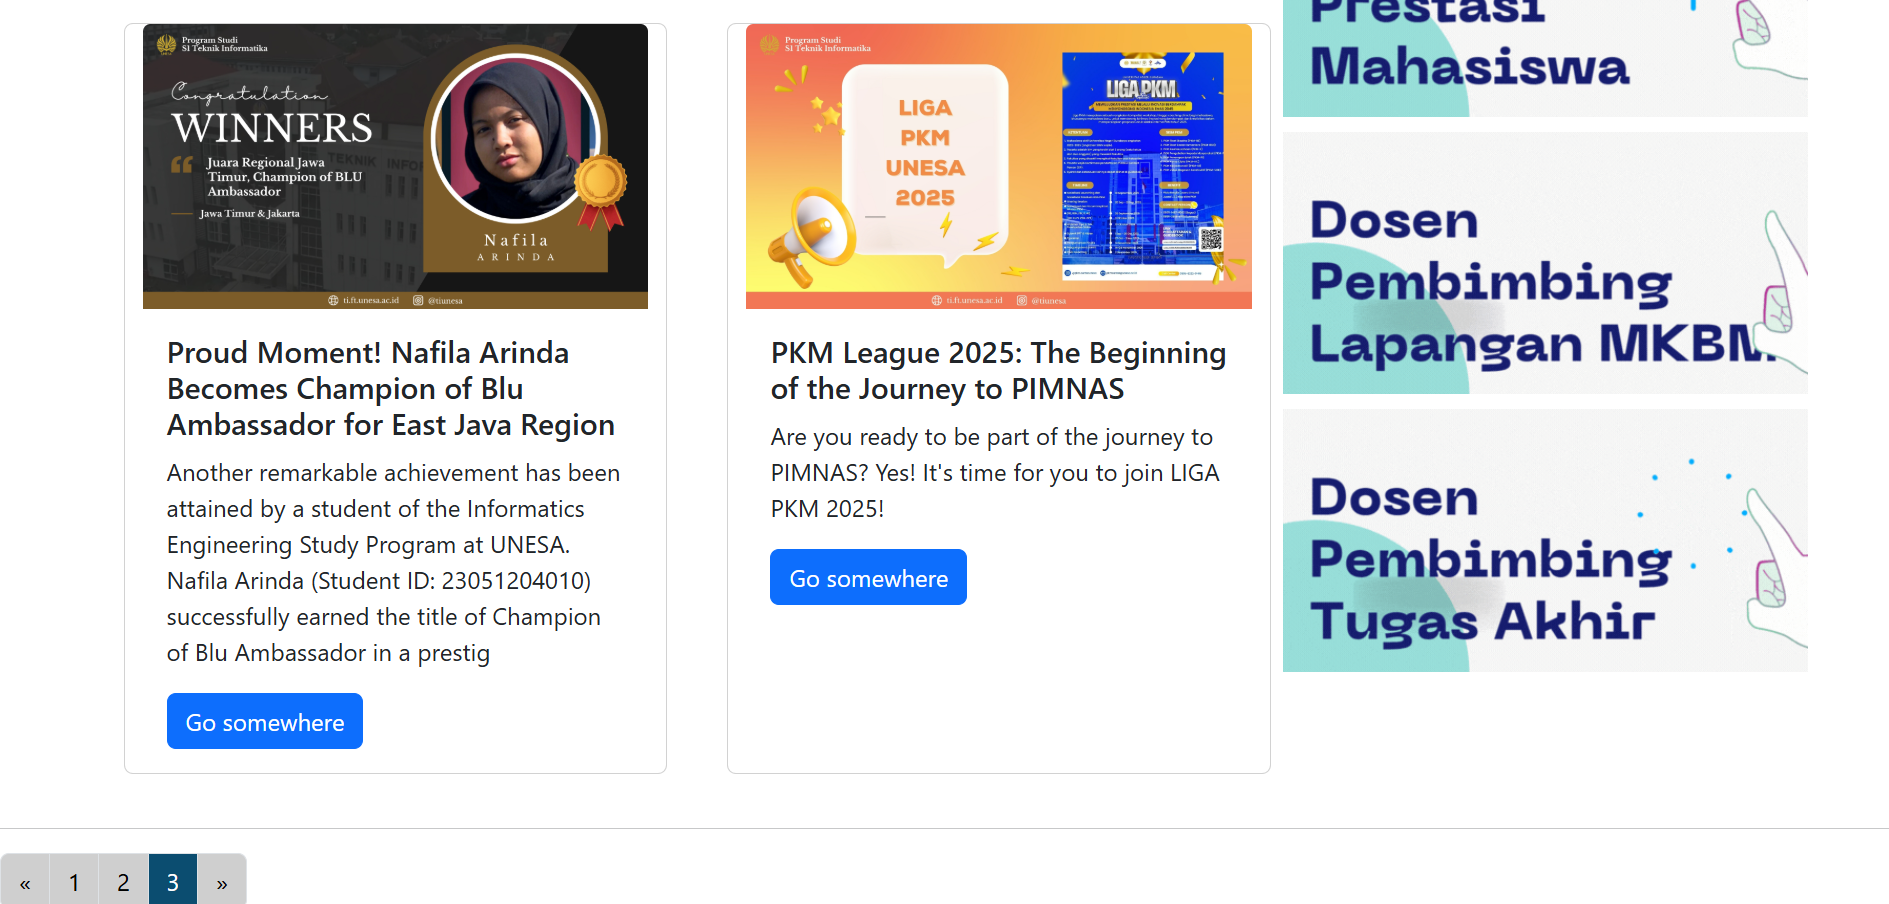 Program Studi
S1 Teknik Informatika
Congratulation
WINNERS
Juara Regional Jawa
Timur, Champion of BLU
Ambassador
Jawa Timur & Jakarta
TEKNIK INFOR
Nafila
ARINDA
ti.ft.unesa.ac.id
@tiunesa
Proud Moment! Nafila Arinda
Becomes Champion of Blu
Ambassador for East Java Region
Another remarkable achievement has been
attained by a student of the Informatics
Engineering Study Program at UNESA.
Nafila Arinda (Student ID: 23051204010)
successfully earned the title of Champion
of Blu Ambassador in a prestig
Go somewhere
Program Studi
S1 Teknik Informatika
LIGA
PKM
UNESA
2025
LIGA PKM
ti.ft.unesa.ac.id
@tiunesa
PKM League 2025: The Beginning
of the Journey to PIMNAS
Are you ready to be part of the journey to
PIMNAS? Yes! It's time for you to join LIGA
PKM 2025!
Go somewhere
Prestasi
Mahasiswa
Dosen
Pembimbing
Lapangan MKBM
Dosen
Pembimbing
Tugas Akhir
« 1 2 3 »